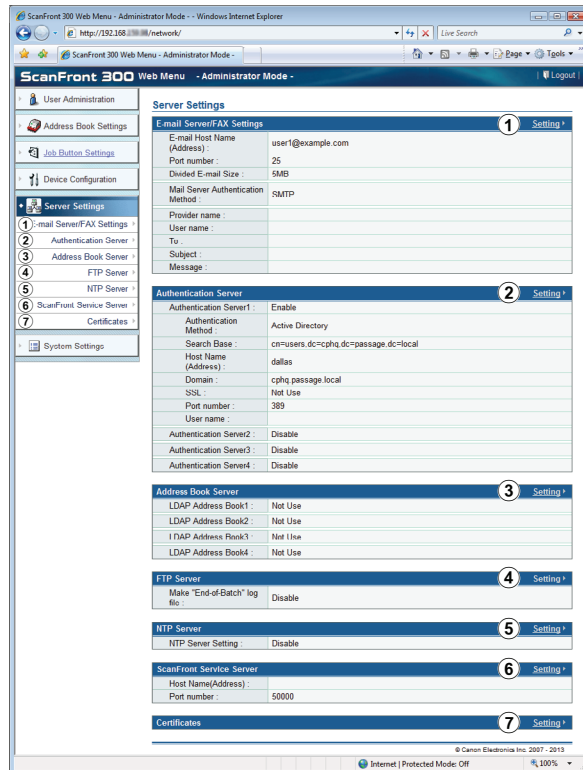 ScanFront 300 Web Menu - Administrator Mode - - Windows Internet Explorer
http://192.168. /network/
Live Search
ScanFront 300 Web Menu - Administrator Mode -
Page
Tools
ScanFront 300 Web Menu - Administrator Mode -
Logout
User Administration
Address Book Settings
Job Button Settings
Device Configuration
Server Settings
1 -mail Server/FAX Settings
2 Authentication Server
3 Address Book Server
4 FTP Server
5 NTP Server
6 ScanFront Service Server
7 Certificates
System Settings
Server Settings
E-mail Server/FAX Settings 1 Setting
E-mail Host Name (Address) : user1@example.com
Port number : 25
Divided E-mail Size : 5MB
Mail Server Authentication Method : SMTP
Provider name :
User name :
To :
Subject :
Message :
Authentication Server 2 Setting
Authentication Server1 : Enable
Authentication Method : Active Directory
Search Base : cn=users.dc=cphq.dc=passage.dc=local
Host Name (Address) : dallas
Domain : cphq.passage.local
SSL : Not Use
Port number : 389
User name :
Authentication Server2 : Disable
Authentication Server3 : Disable
Authentication Server4 : Disable
Address Book Server 3 Setting
LDAP Address Book1 : Not Use
LDAP Address Book2 : Not Use
LDAP Address Book3 : Not Use
LDAP Address Book4 : Not Use
FTP Server 4 Setting
Make "End-of-Batch" log file : Disable
NTP Server 5 Setting
NTP Server Setting : Disable
ScanFront Service Server 6 Setting
Host Name(Address) :
Port number : 50000
Certificates 7 Setting
© Canon Electronics Inc. 2007 - 2013
Internet | Protected Mode: Off
100%